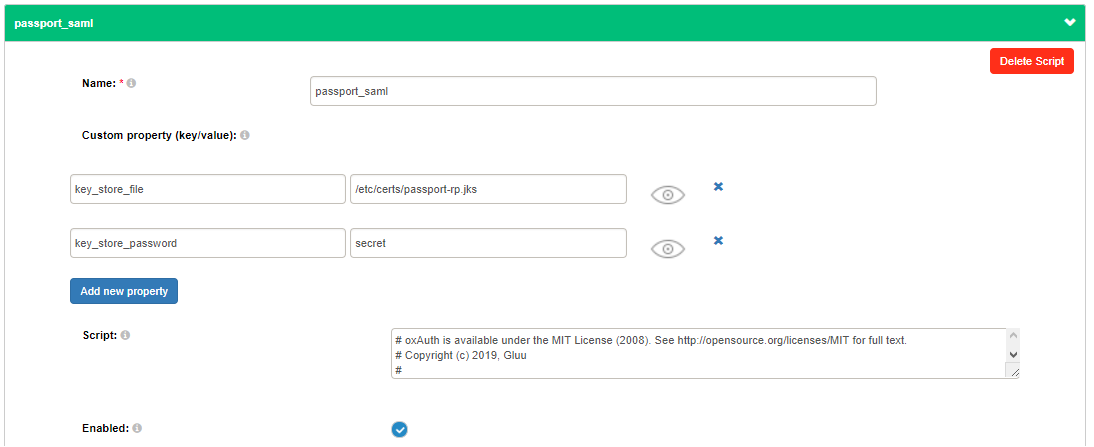 passport_saml
Delete Script
Name: *
passport_saml
Custom property (key/value):
key_store_file /etc/certs/passport-rp.jks
key_store_password secret
Add new property
Script:
# oxAuth is available under the MIT License (2008). See http://opensource.org/licenses/MIT for full text.
# Copyright (c) 2019, Gluu
#
Enabled: